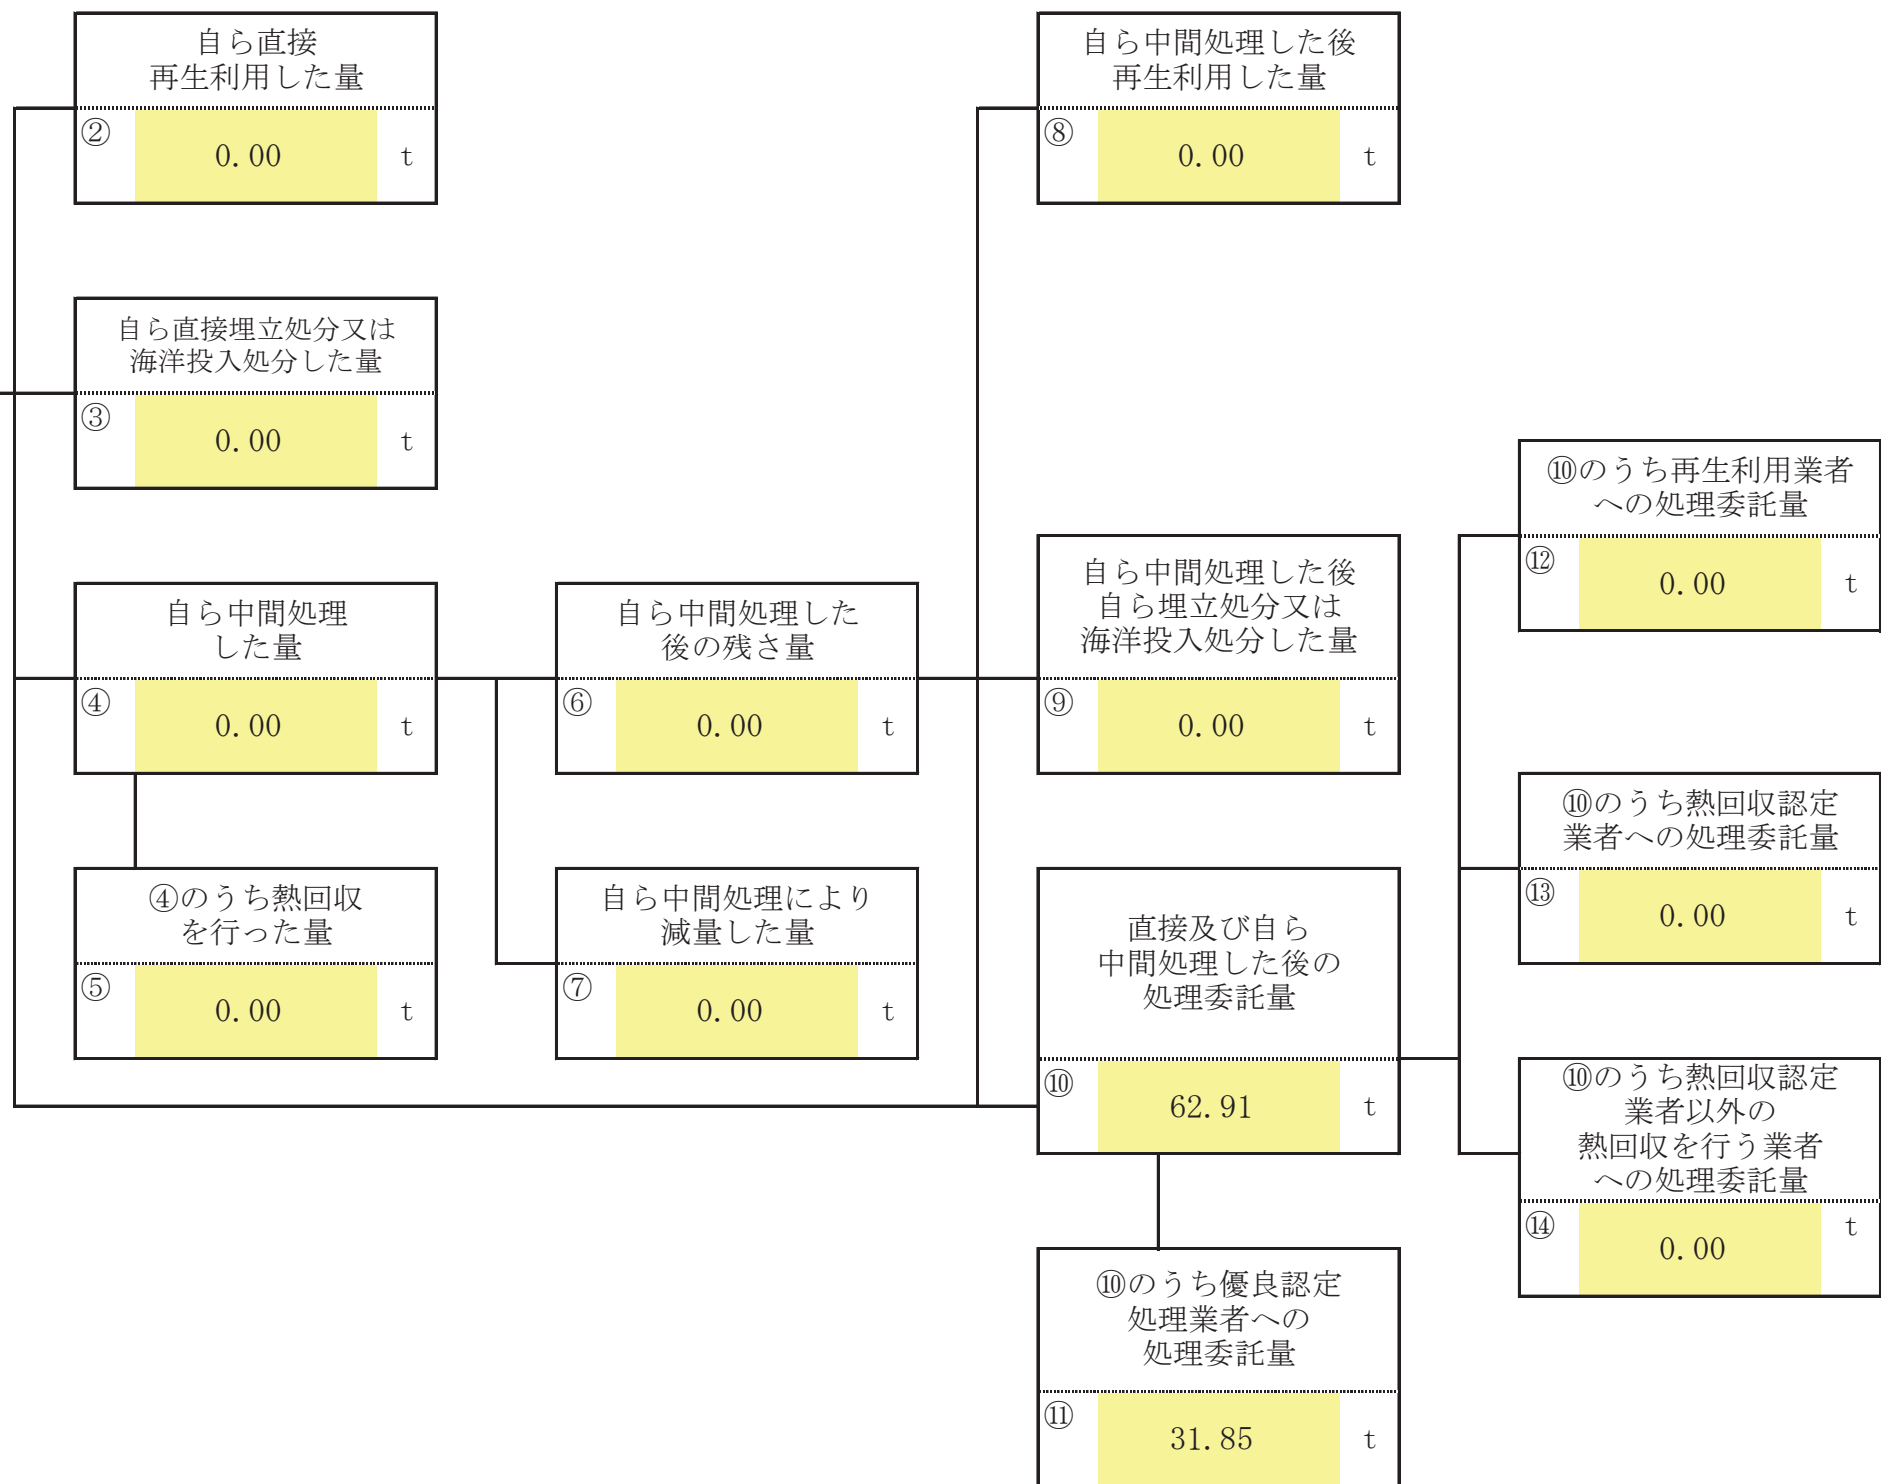 自ら直接
再生利用した量
②
0.00
t
自ら直接埋立処分又は
海洋投入処分した量
③
0.00
t
自ら中間処理
した量
④
0.00
t
④のうち熱回収
を行った量
⑤
0.00
t
自ら中間処理した
後の残さ量
⑥
0.00
t
自ら中間処理により
減量した量
⑦
0.00
t
自ら中間処理した後
再生利用した量
⑧
0.00
t
自ら中間処理した後
自ら埋立処分又は
海洋投入処分した量
⑨
0.00
t
直接及び自ら
中間処理した後の
処理委託量
⑩
62.91
t
⑩のうち優良認定
処理業者への
処理委託量
⑪
31.85
t
⑩のうち再生利用業者
への処理委託量
⑫
0.00
t
⑩のうち熱回収認定
業者への処理委託量
⑬
0.00
t
⑩のうち熱回収認定
業者以外の
熱回収を行う業者
への処理委託量
⑭
0.00
t